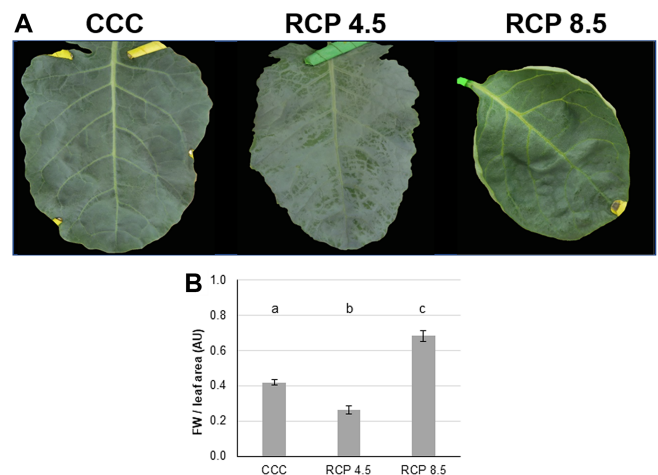 A CCC RCP 4.5 RCP 8.5
B
1.0
a b c
0.8
0.6
0.4
0.2
0.0
FW / leaf area (AU)
CCC RCP 4.5 RCP 8.5